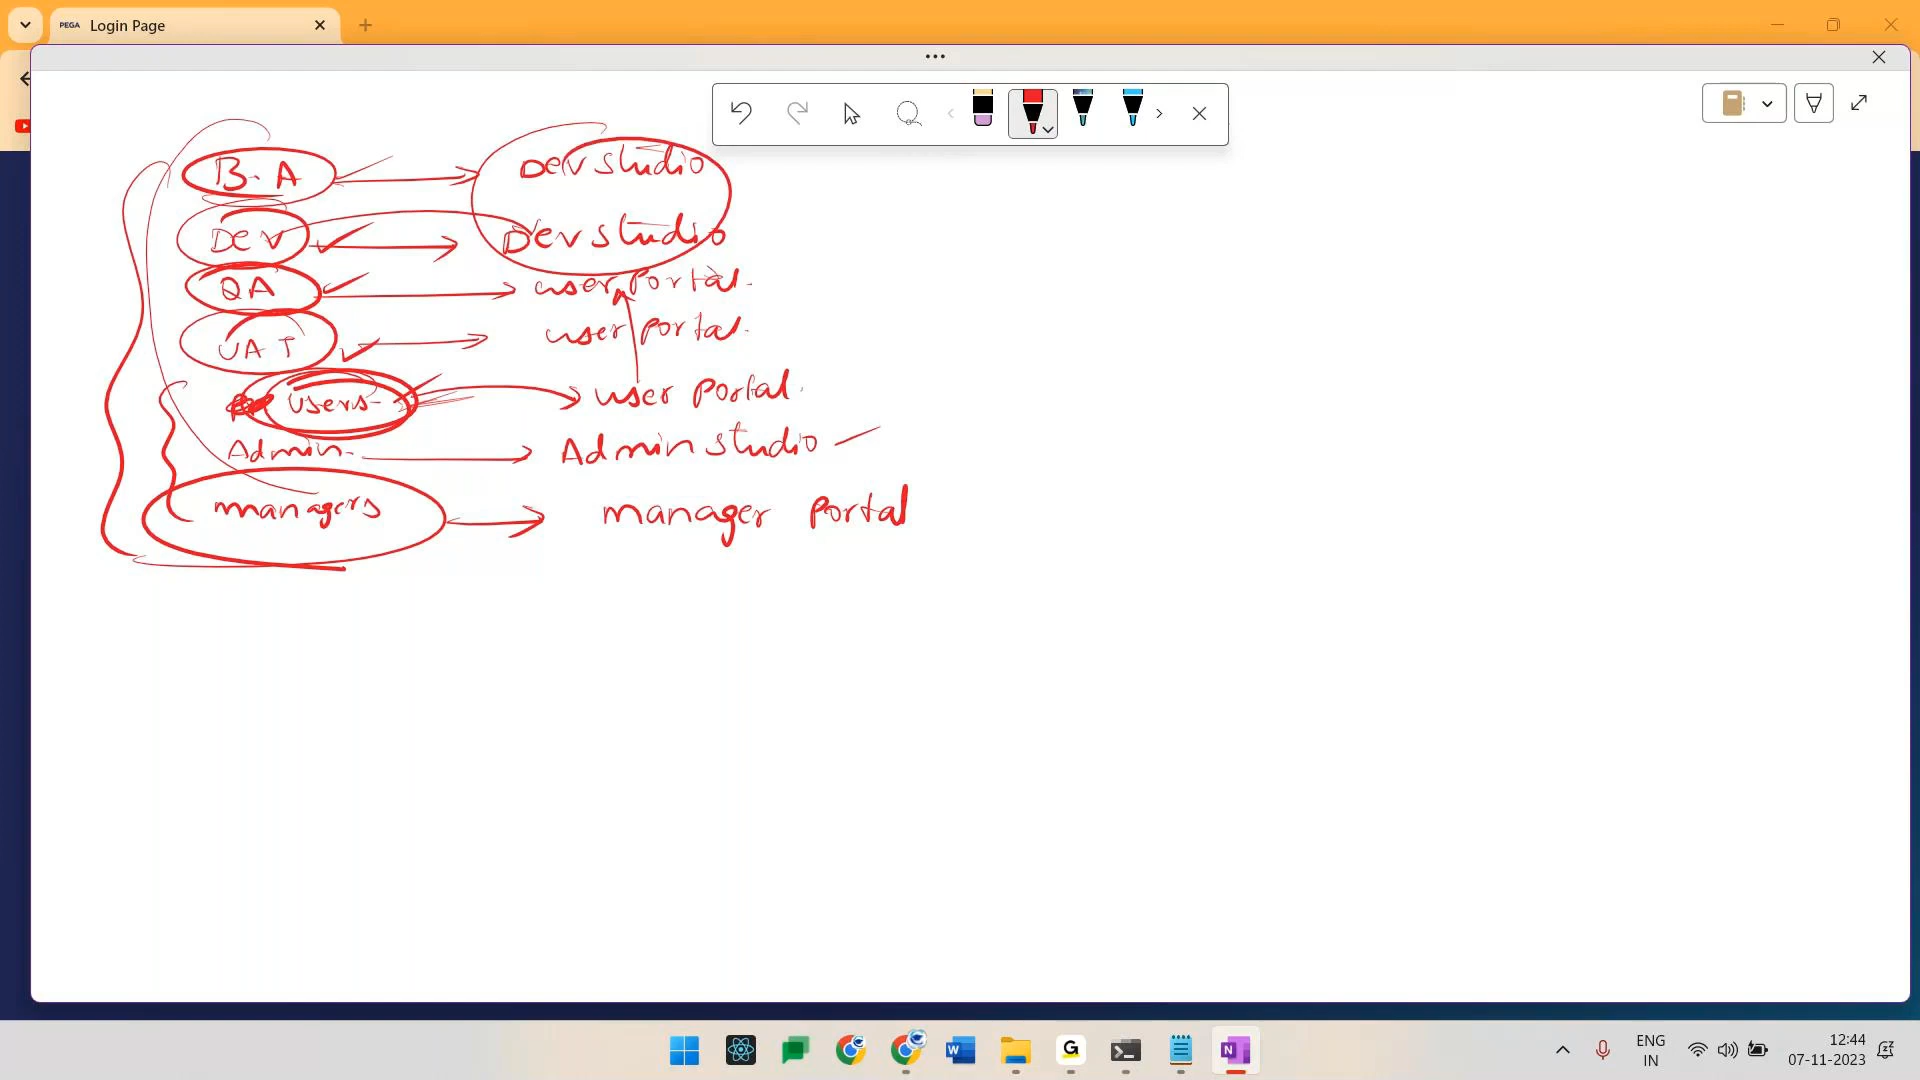 PEGA Login Page
B.A Dev studio
Dev Dev studio
QA user portal.
UAT user portal.
users user portal.
Admin Admin studio
managers manager portal
ENG
IN
12:44
07-11-2023